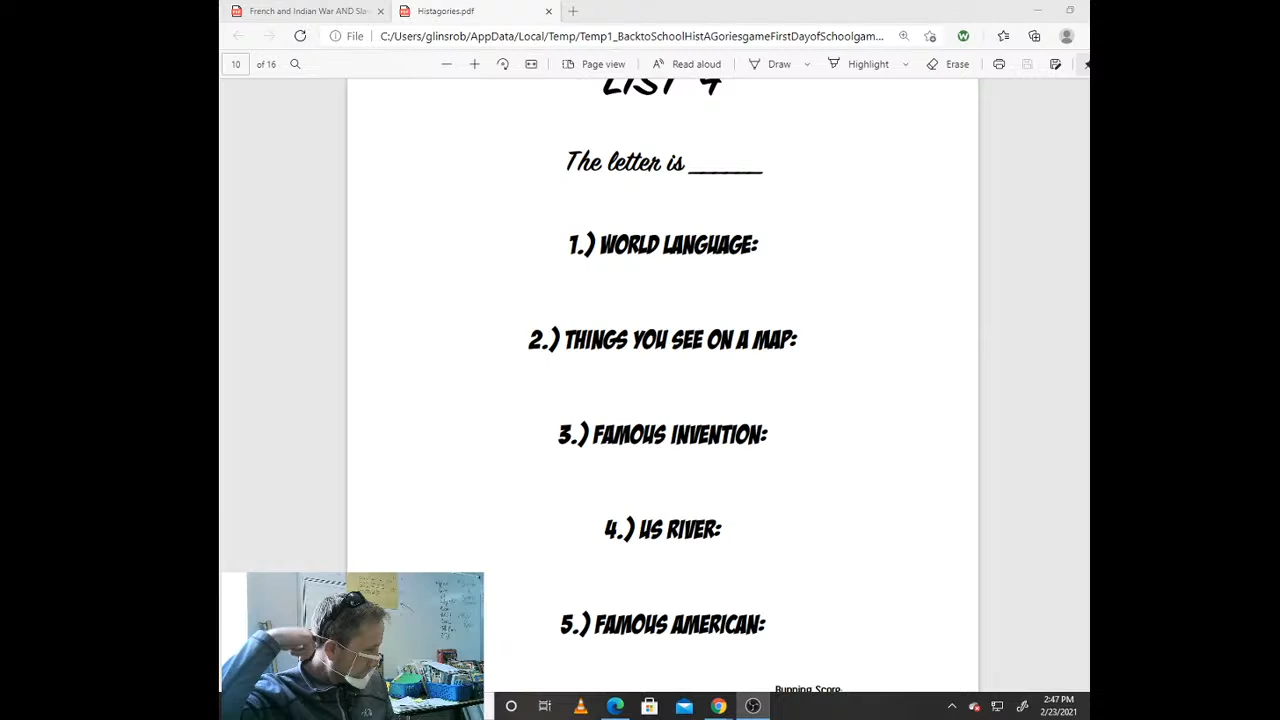 French and Indian War AND Sla
Histagories.pdf
File
C:/Users/glinsrob/AppData/Local/Temp/Temp1_BacktoSchoolHistAGoriesgameFirstDayofSchoolgam...
10 of 16
Page view
Read aloud
Draw
Highlight
Erase
LIST 4
The letter is ______
1.) WORLD LANGUAGE:
2.) THINGS YOU SEE ON A MAP:
3.) FAMOUS INVENTION:
4.) US RIVER:
5.) FAMOUS AMERICAN:
Running Score:
2:47 PM
2/23/2021